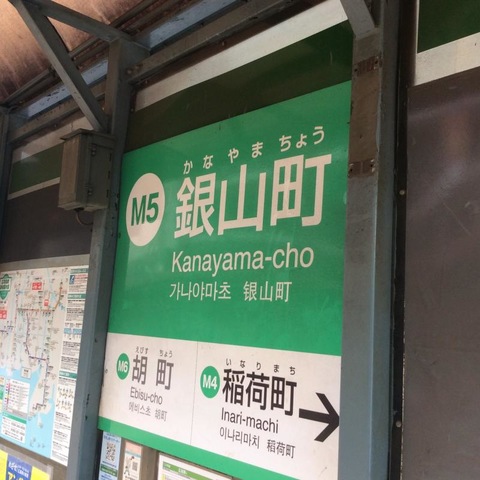 かなやまちょう
M5 銀山町
Kanayama-cho
가나야마초 银山町
えびす ちょう
M6 胡町
Ebisu-cho
에비스초 胡町
いなりまち
M4 稲荷町
Inari-machi
이나리마치 稻荷町